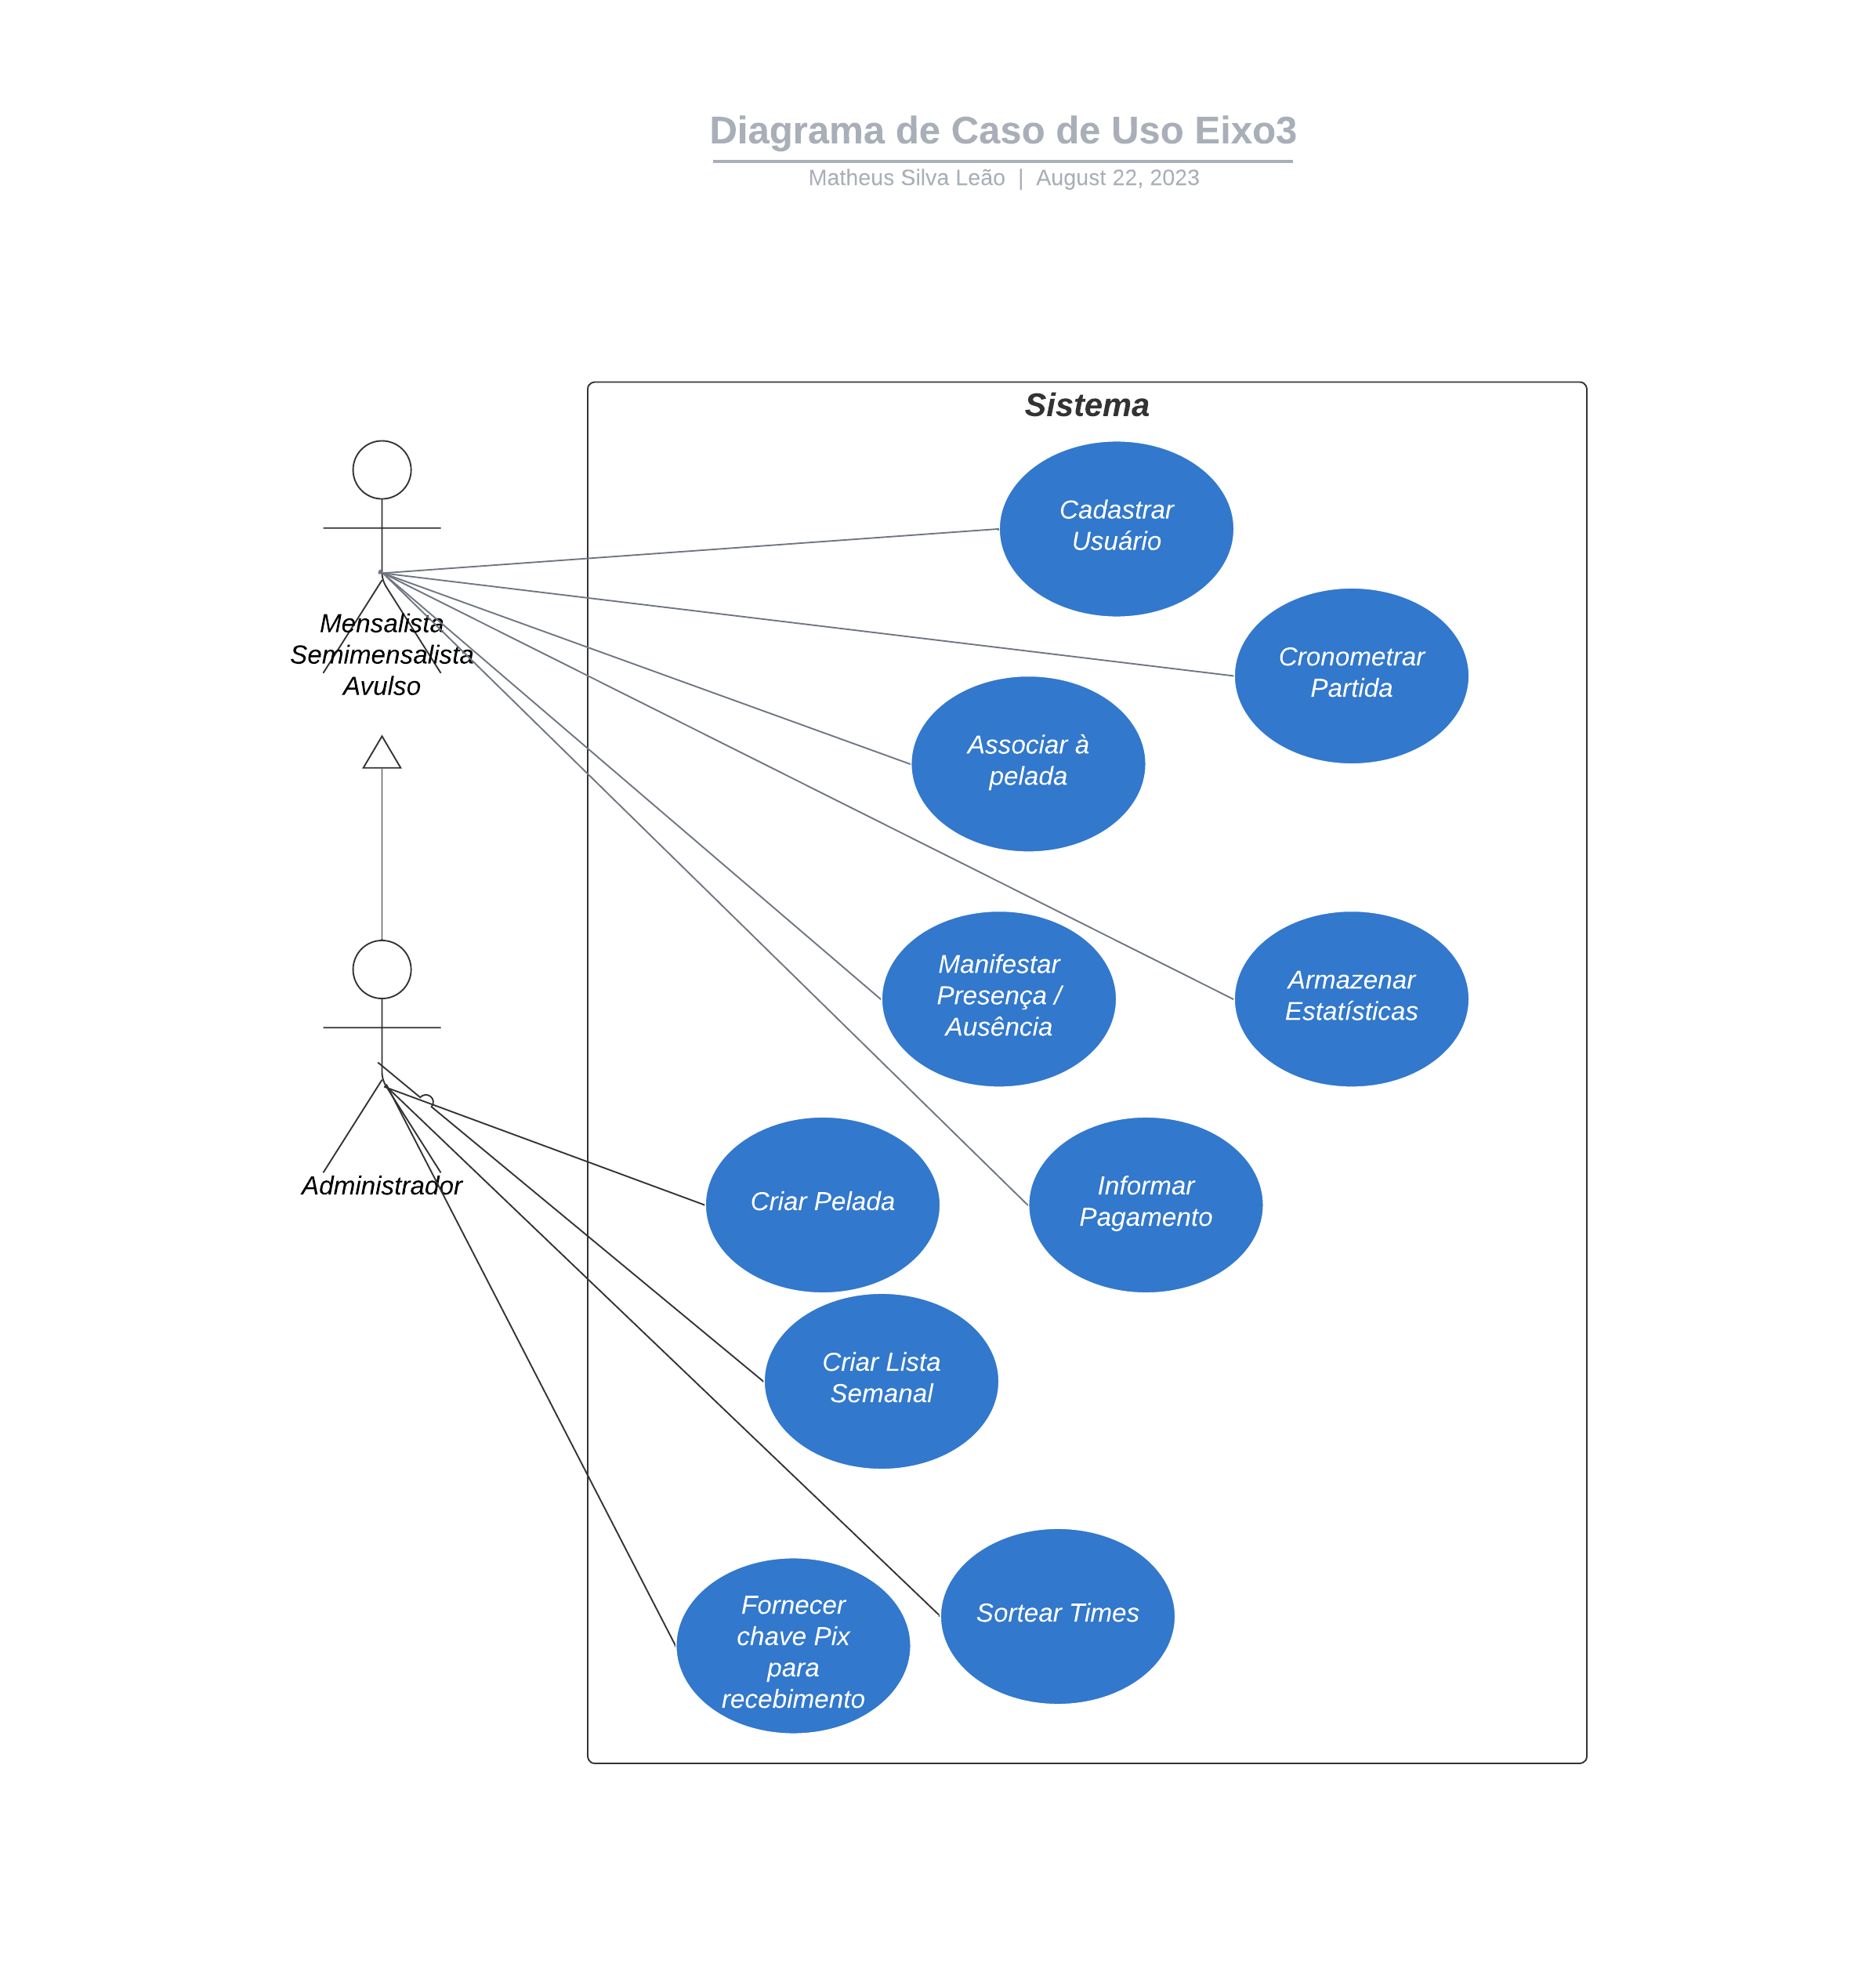 Diagrama de Caso de Uso Eixo3
Matheus Silva Leão | August 22, 2023
Sistema
Cadastrar
Usuário
Mensalista
Semimensalista
Avulso
Cronometrar
Partida
Associar à
pelada
Manifestar
Presença /
Ausência
Armazenar
Estatísticas
Administrador
Criar Pelada
Informar
Pagamento
Criar Lista
Semanal
Fornecer
chave Pix
para
recebimento
Sortear Times